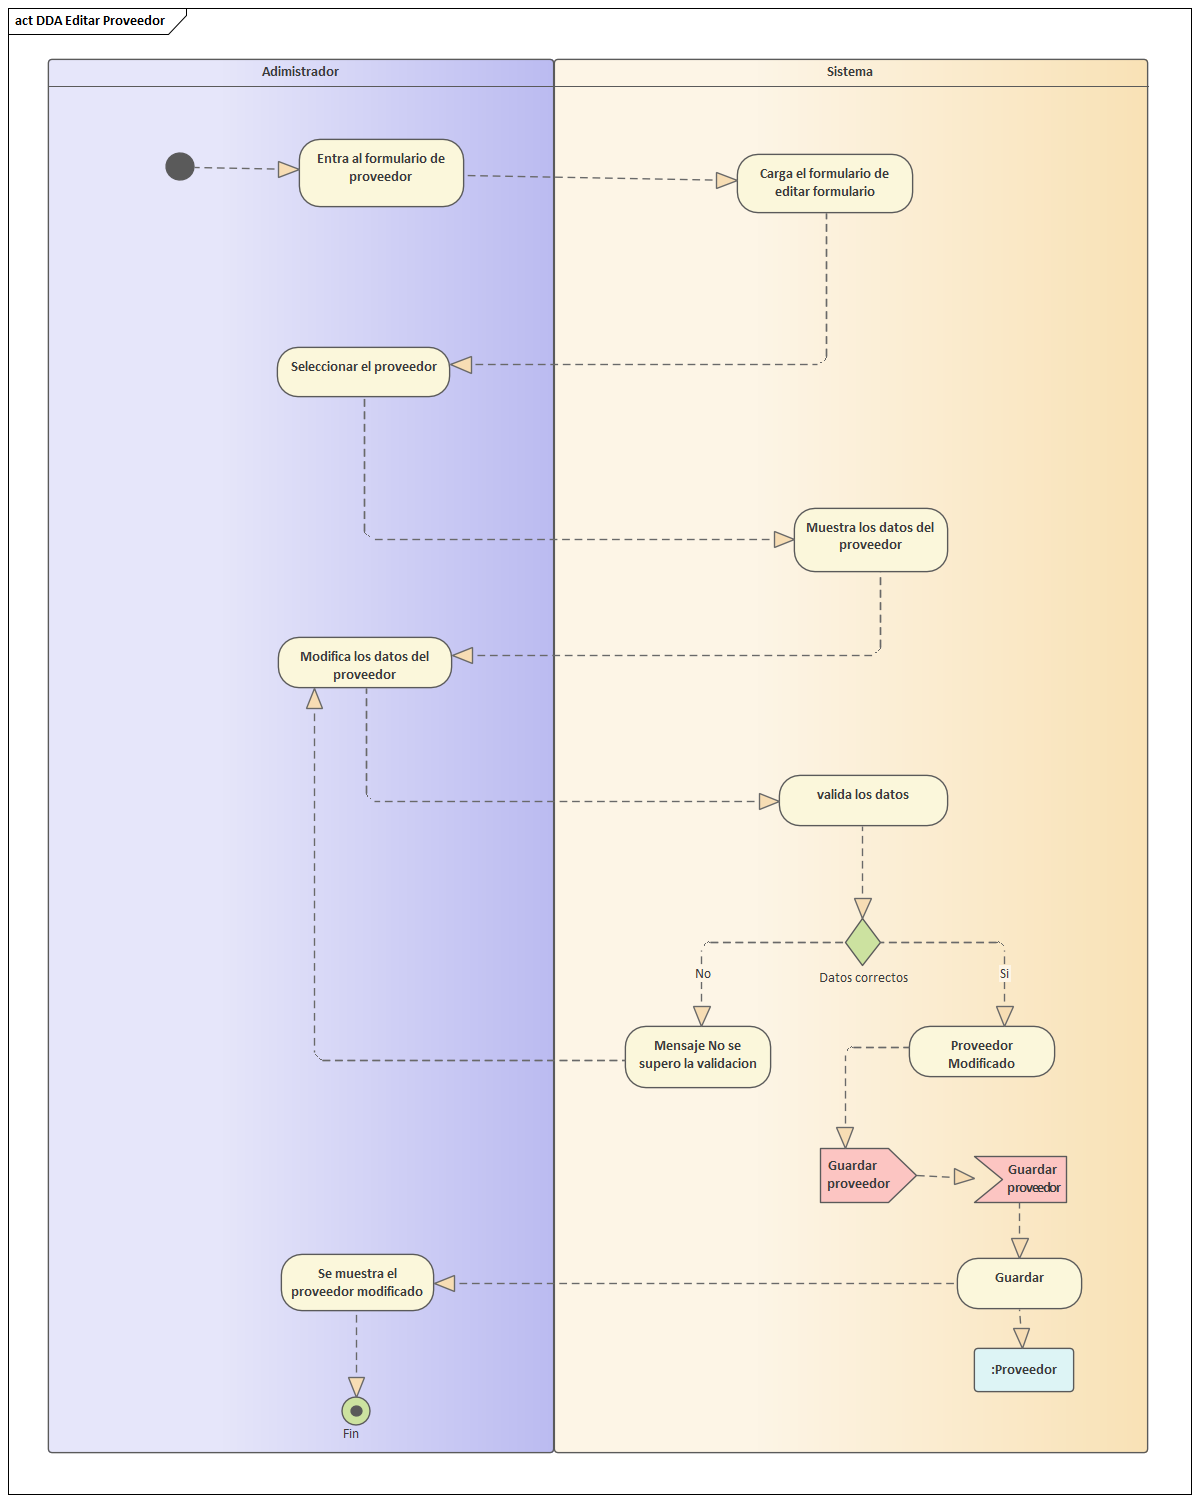 act DDA Editar Proveedor
Adimistrador
Sistema
Entra al formulario de
proveedor
Carga el formulario de
editar formulario
Seleccionar el proveedor
Muestra los datos del
proveedor
Modifica los datos del
proveedor
valida los datos
Datos correctos
No
Si
Mensaje No se
supero la validacion
Proveedor
Modificado
Guardar
proveedor
Guardar
proveedor
Guardar
Se muestra el
proveedor modificado
:Proveedor
Fin